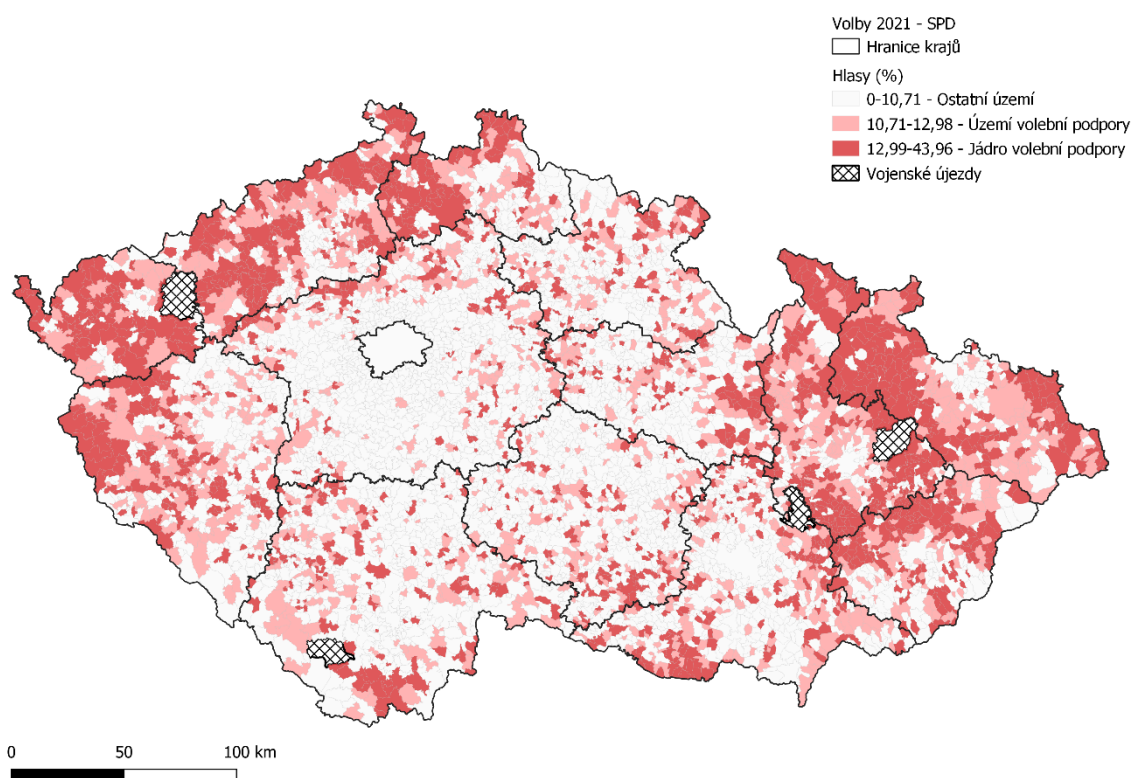 Volby 2021 - SPD
Hranice krajů
Hlasy (%)
0-10,71 - Ostatní území
10,71-12,98 - Území volební podpory
12,99-43,96 - Jádro volební podpory
Vojenské újezdy
0 50 100 km